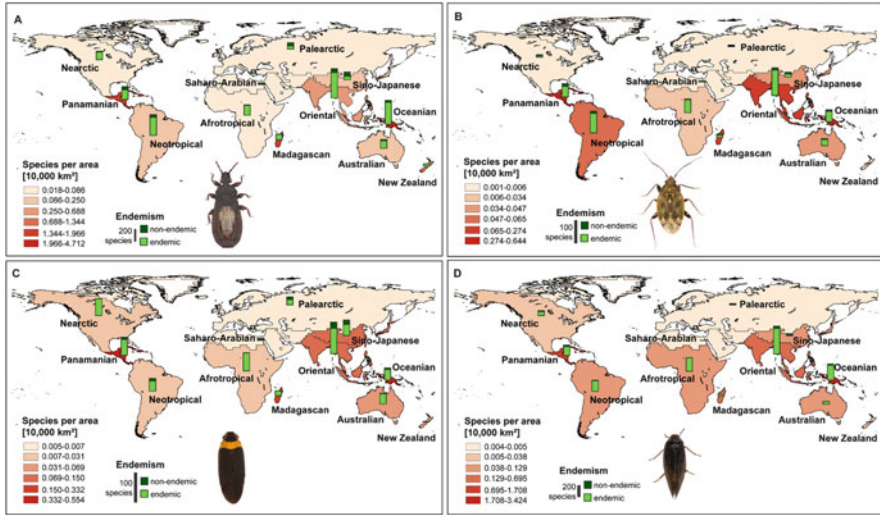 A
Nearctic
Palearctic
Saharo-Arabian
Sino-Japanese
Panamanian
Oceanian
Afrotropical
Oriental
Neotropical
Madagascan
Australian
New Zealand
Species per area
[10,000 km²]
0.018-0.086
0.086-0.250
0.250-0.688
0.688-1.344
1.344-1.966
1.966-4.712
Endemism
200
species
non-endemic
endemic
B
Palearctic
Nearctic
Saharo-Arabian
Sino-Japanese
Panamanian
Oceanian
Afrotropical
Oriental
Neotropical
Madagascan
Australian
New Zealand
Species per area
[10,000 km²]
0.001-0.006
0.006-0.034
0.034-0.047
0.047-0.065
0.065-0.274
0.274-0.644
Endemism
100
species
non-endemic
endemic
C
Palearctic
Nearctic
Saharo-Arabian
Sino-Japanese
Panamanian
Oceanian
Afrotropical
Oriental
Neotropical
Madagascan
Australian
New Zealand
Species per area
[10,000 km²]
0.005-0.007
0.007-0.031
0.031-0.069
0.069-0.150
0.150-0.332
0.332-0.554
Endemism
100
species
non-endemic
endemic
D
Palearctic
Nearctic
Saharo-Arabian
Sino-Japanese
Panamanian
Oceanian
Afrotropical
Oriental
Neotropical
Madagascan
Australian
New Zealand
Species per area
[10,000 km²]
0.004-0.005
0.005-0.038
0.038-0.129
0.129-0.695
0.695-1.708
1.708-3.424
Endemism
200
species
non-endemic
endemic